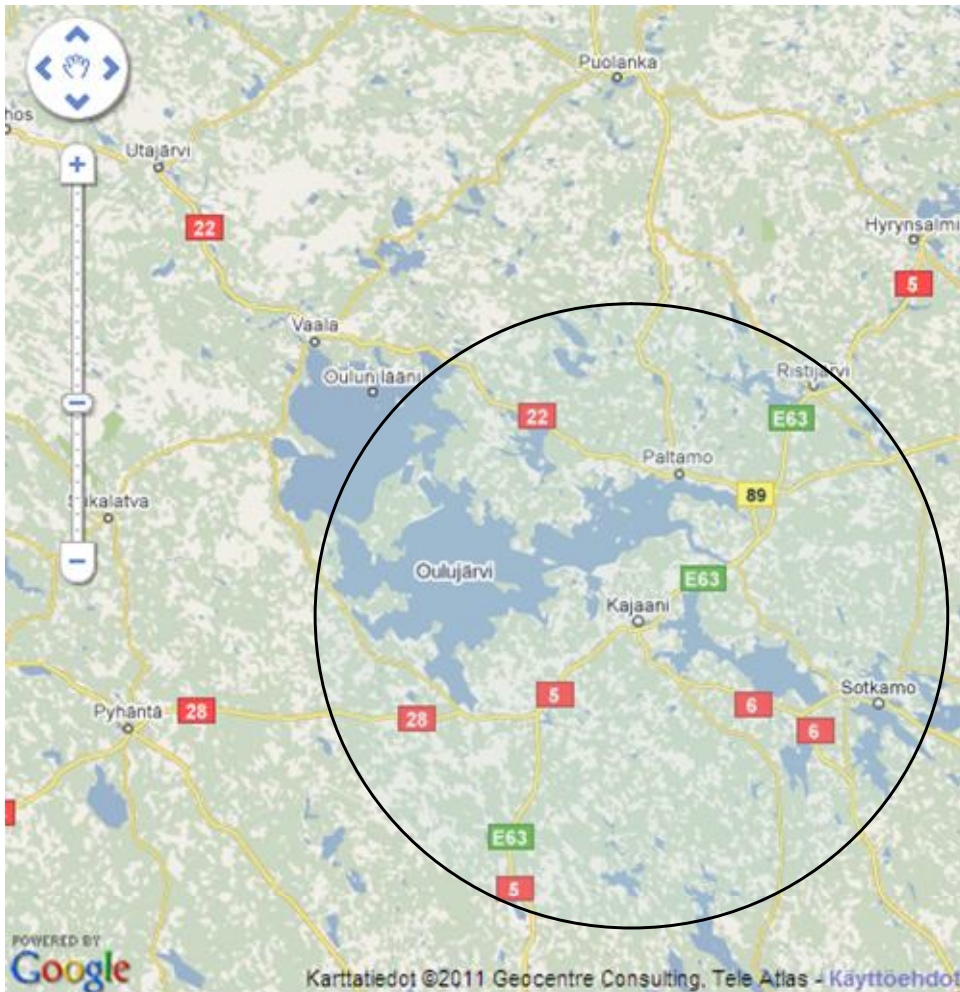 Puolanka
hos
Utajärvi
22
Hyrynsalmi
5
Vaala
Oulun lääni
Ristijärvi
22
E63
Paltamo
89
Oulujärvi
E63
Kajaani
5
6
Sotkamo
Pyhäntä
28
28
6
E63
5
POWERED BY
Google
Karttatiedot ©2011 Geocentre Consulting, Tele Atlas - Käyttöehdot